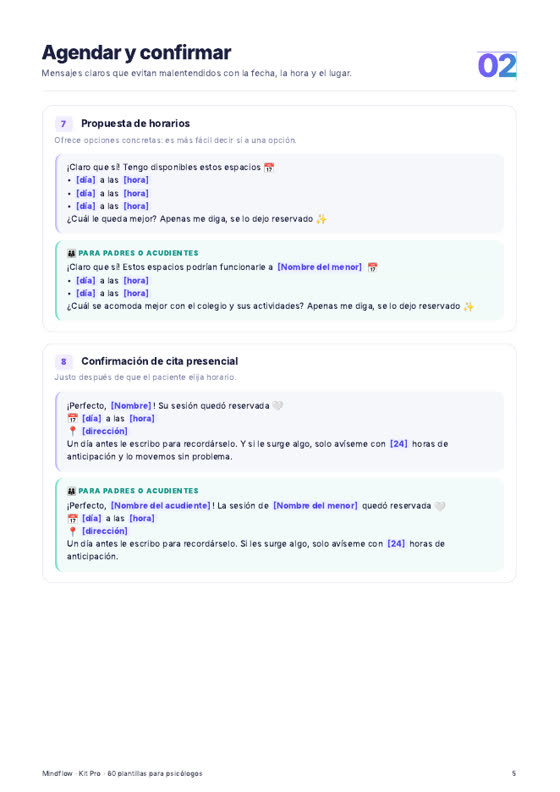 Agendar y confirmar
Mensajes claros que evitan malentendidos con la fecha, la hora y el lugar.
02
7 Propuesta de horarios
Ofrece opciones concretas: es más fácil decir sí a una opción.
¡Claro que sí! Tengo disponibles estos espacios 📅
• [día] a las [hora]
• [día] a las [hora]
• [día] a las [hora]
¿Cuál le queda mejor? Apenas me diga, se lo dejo reservado ✨
👨‍👩‍👧 PARA PADRES O ACUDIENTES
¡Claro que sí! Estos espacios podrían funcionarle a [Nombre del menor] 📅
• [día] a las [hora]
• [día] a las [hora]
¿Cuál se acomoda mejor con el colegio y sus actividades? Apenas me diga, se lo dejo reservado ✨
8 Confirmación de cita presencial
Justo después de que el paciente elija horario.
¡Perfecto, [Nombre]! Su sesión quedó reservada 🤍
📅 [día] a las [hora]
📍 [dirección]
Un día antes le escribo para recordárselo. Y si le surge algo, solo avíseme con [24] horas de
anticipación y lo movemos sin problema.
👨‍👩‍👧 PARA PADRES O ACUDIENTES
¡Perfecto, [Nombre del acudiente]! La sesión de [Nombre del menor] quedó reservada 🤍
📅 [día] a las [hora]
📍 [dirección]
Un día antes le escribo para recordárselo. Si les surge algo, solo avíseme con [24] horas de
anticipación.
Mindflow · Kit Pro · 60 plantillas para psicólogos
5